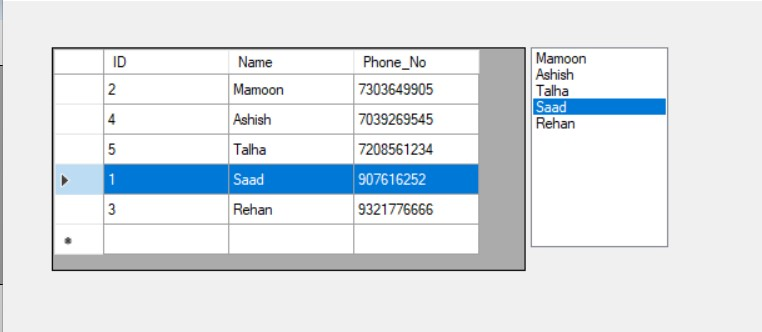 ID Name Phone_No
2 Mamoon 7303649905
4 Ashish 7039269545
5 Talha 7208561234
1 Saad 907616252
3 Rehan 9321776666
Mamoon
Ashish
Talha
Saad
Rehan